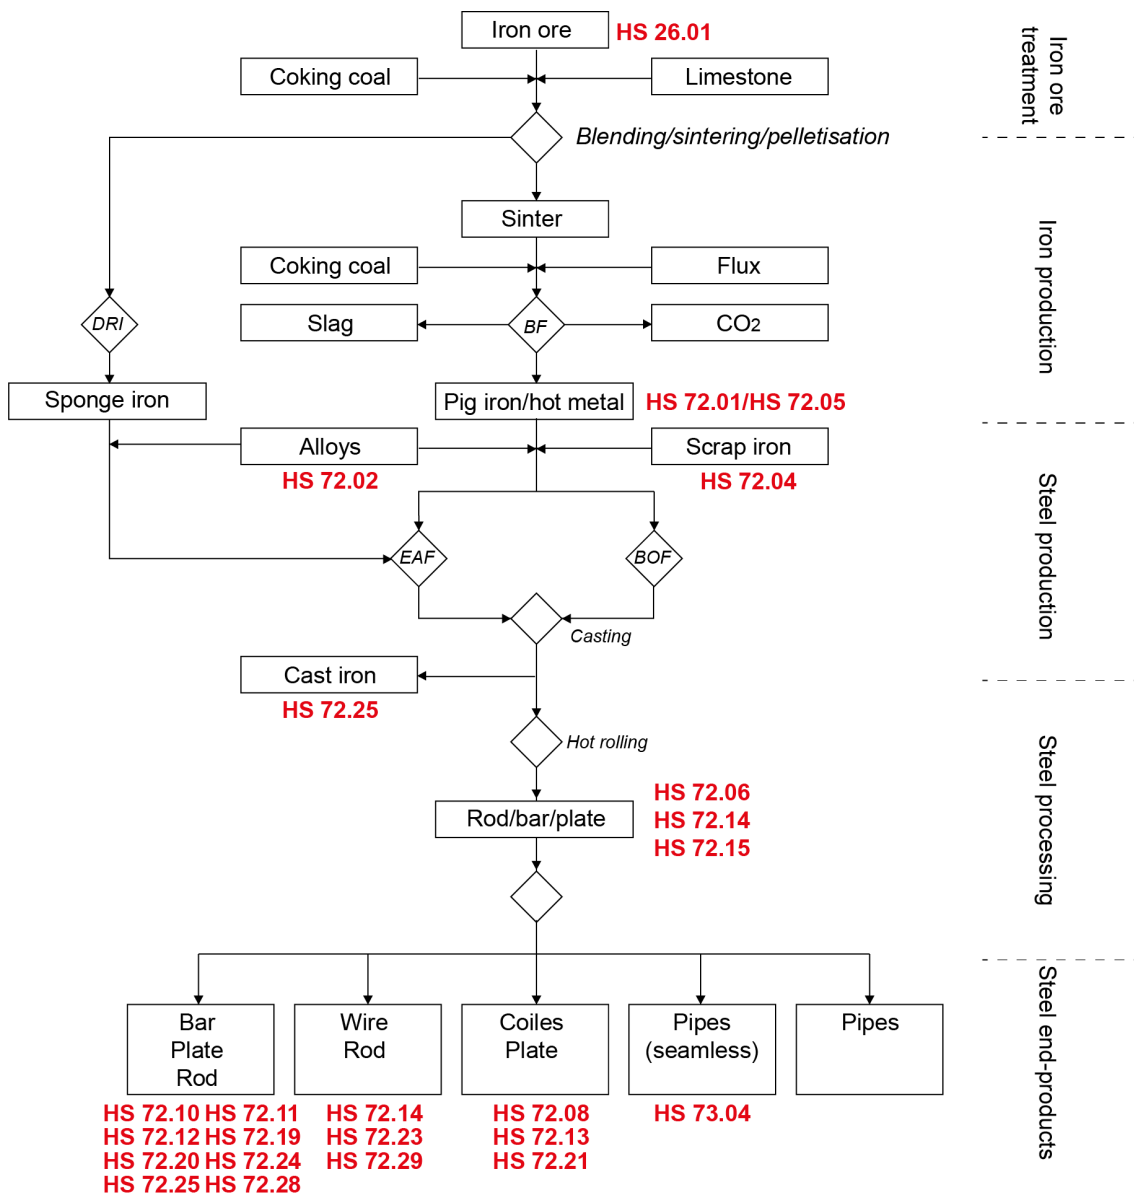 Iron ore
HS 26.01
Iron ore
treatment
Coking coal
Limestone
Blending/sintering/pelletisation
Sinter
Iron production
Coking coal
Flux
DRI
Slag
BF
CO2
Sponge iron
Pig iron/hot metal
HS 72.01/HS 72.05
Alloys
Scrap iron
HS 72.02
HS 72.04
Steel production
EAF
BOF
Casting
Cast iron
HS 72.25
Hot rolling
Steel processing
Rod/bar/plate
HS 72.06
HS 72.14
HS 72.15
Steel end-products
Bar
Plate
Rod
HS 72.10 HS 72.11
HS 72.12 HS 72.19
HS 72.20 HS 72.24
HS 72.25 HS 72.28
Wire
Rod
HS 72.14
HS 72.23
HS 72.29
Coiles
Plate
HS 72.08
HS 72.13
HS 72.21
Pipes
(seamless)
HS 73.04
Pipes